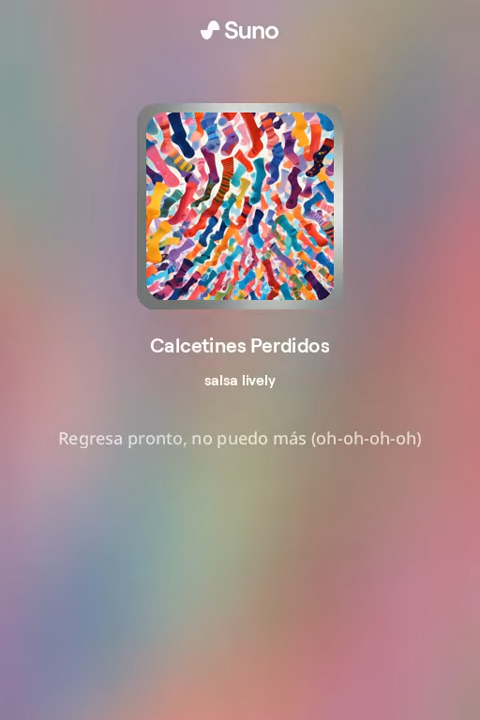 Suno
Calcetines Perdidos
salsa lively
Regresa pronto, no puedo más (oh-oh-oh-oh)